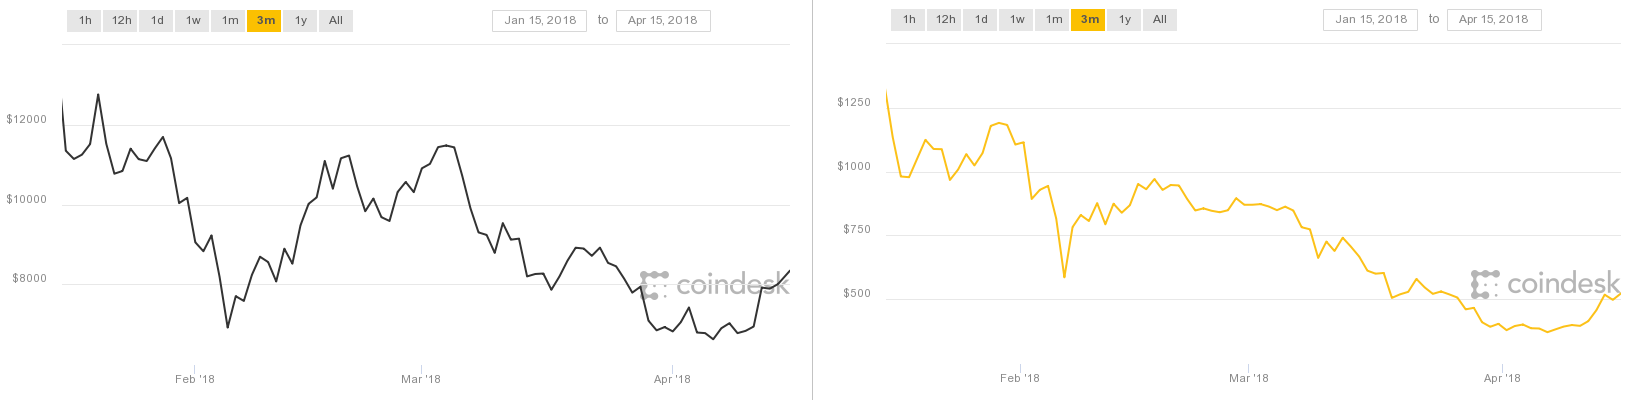 1h 12h 1d 1w 1m 3m 1y All Jan 15, 2018 to Apr 15, 2018
$12000
$10000
$8000
coindesk
Feb '18 Mar '18 Apr '18
1h 12h 1d 1w 1m 3m 1y All Jan 15, 2018 to Apr 15, 2018
$1250
$1000
$750
$500
coindesk
Feb '18 Mar '18 Apr '18